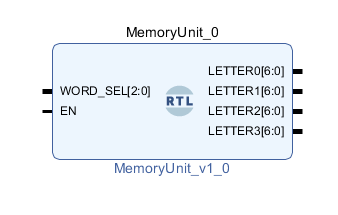 MemoryUnit_0
LETTER0[6:0]
WORD_SEL[2:0]
LETTER1[6:0]
EN
RTL
LETTER2[6:0]
LETTER3[6:0]
MemoryUnit_v1_0